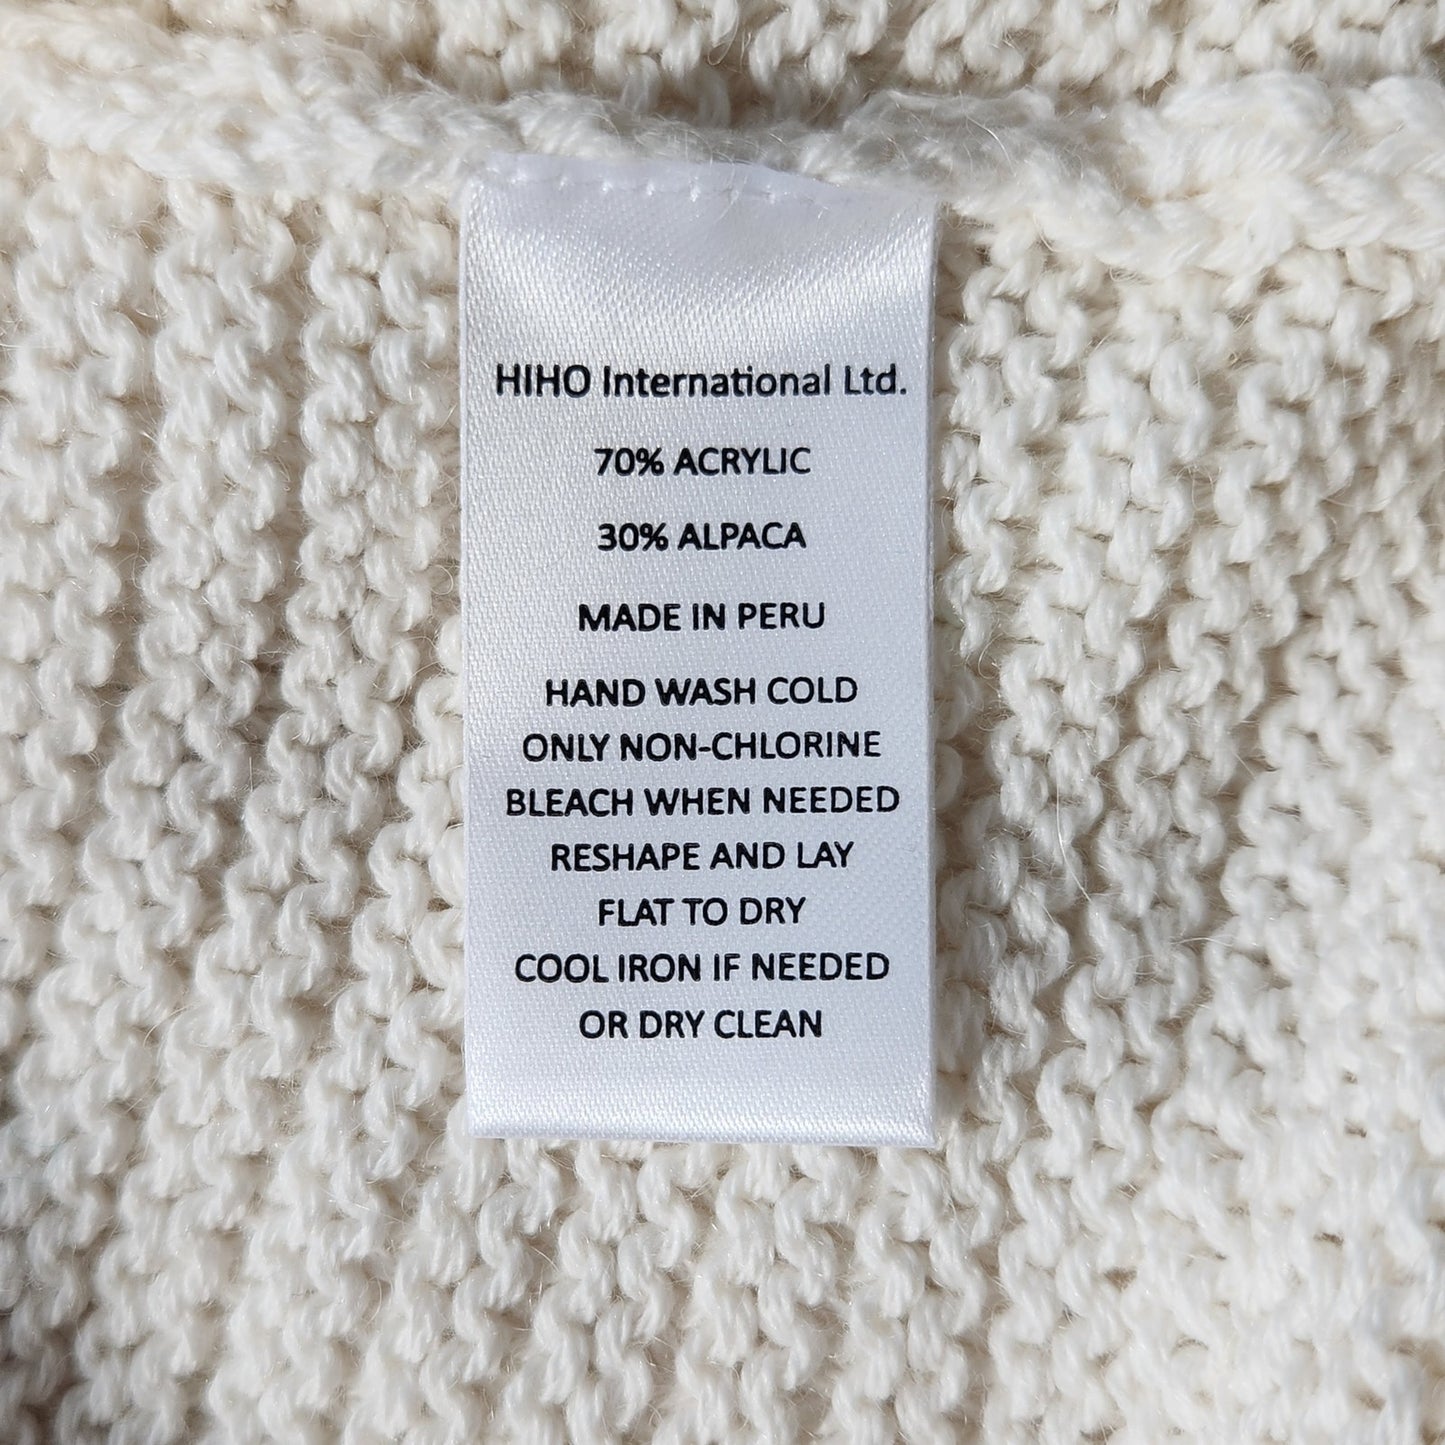 HIHO International Ltd.
70% ACRYLIC
30% ALPACA
MADE IN PERU
HAND WASH COLD
ONLY NON-CHLORINE
BLEACH WHEN NEEDED
RESHAPE AND LAY
FLAT TO DRY
COOL IRON IF NEEDED
OR DRY CLEAN